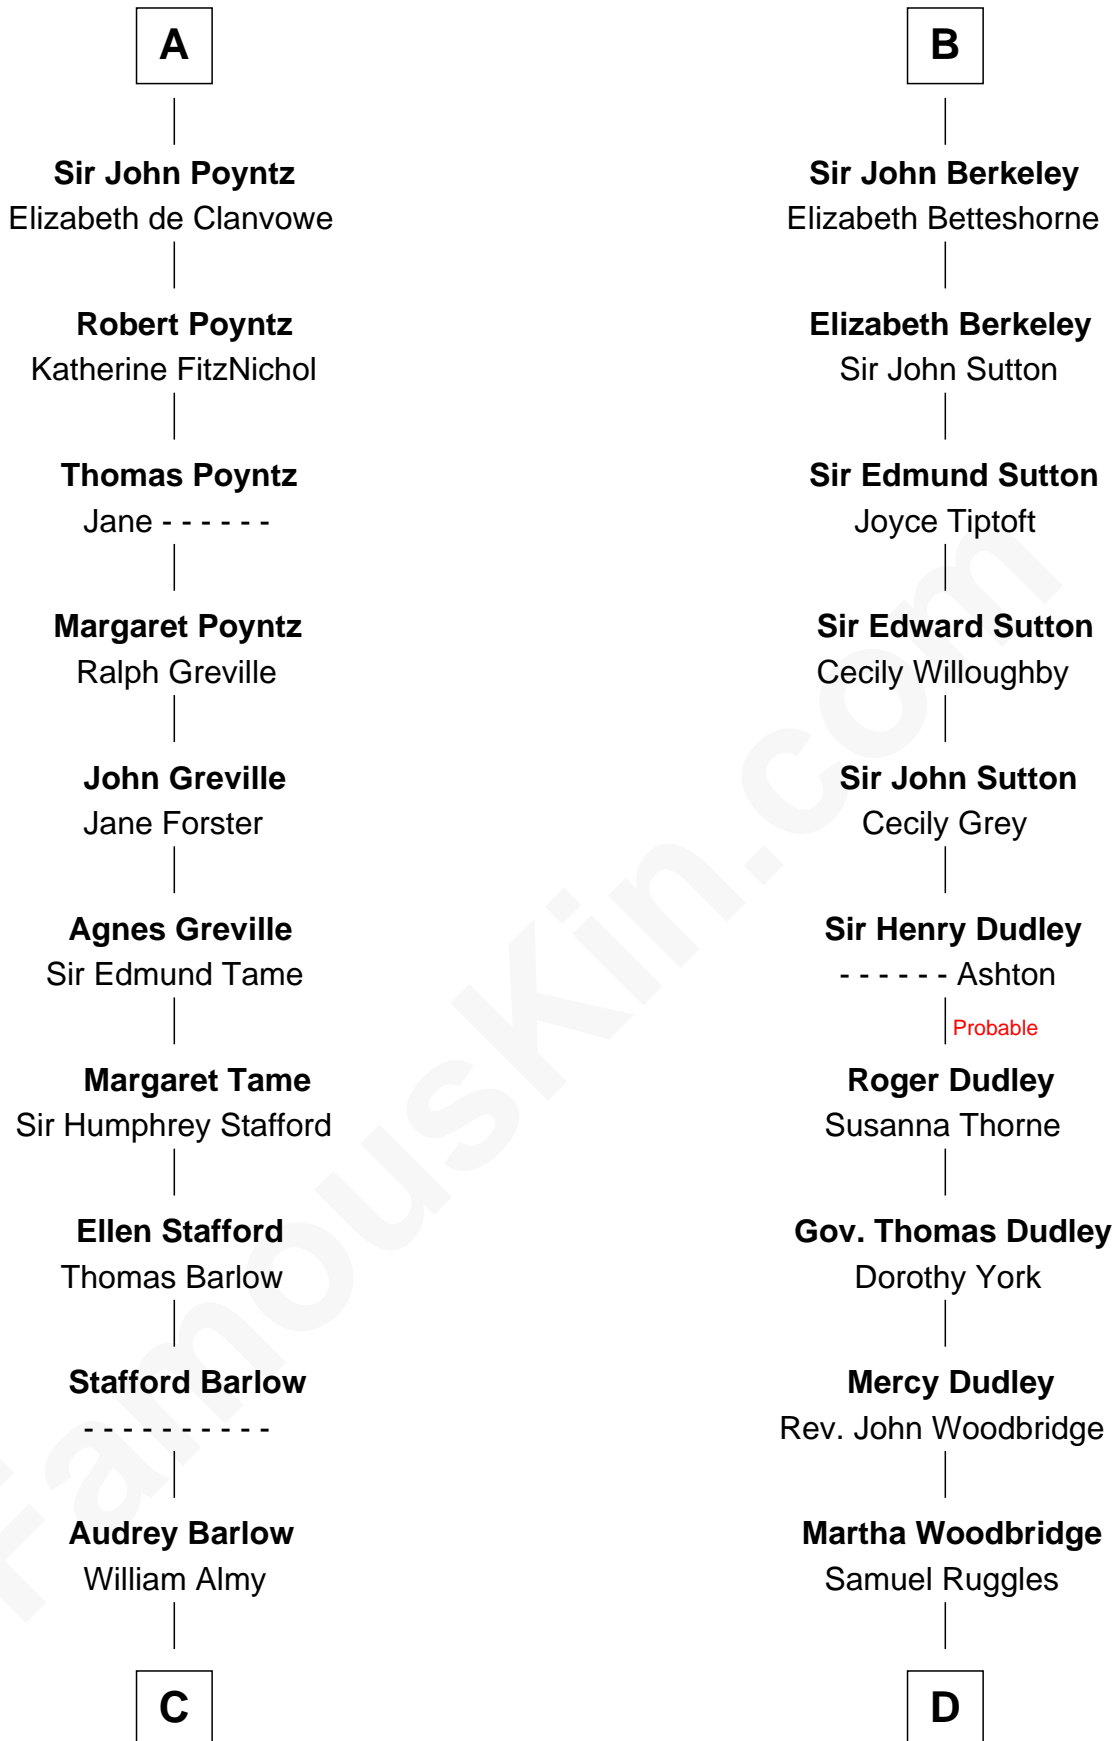 A
Sir John Poyntz
Elizabeth de Clanvowe
Robert Poyntz
Katherine FitzNichol
Thomas Poyntz
Jane - - - - - -
Margaret Poyntz
Ralph Greville
John Greville
Jane Forster
Agnes Greville
Sir Edmund Tame
Margaret Tame
Sir Humphrey Stafford
Ellen Stafford
Thomas Barlow
Stafford Barlow
- - - - - - - - - -
Audrey Barlow
William Almy
C
B
Sir John Berkeley
Elizabeth Betteshorne
Elizabeth Berkeley
Sir John Sutton
Sir Edmund Sutton
Joyce Tiptoft
Sir Edward Sutton
Cecily Willoughby
Sir John Sutton
Cecily Grey
Sir Henry Dudley
- - - - - - Ashton
Probable
Roger Dudley
Susanna Thorne
Gov. Thomas Dudley
Dorothy York
Mercy Dudley
Rev. John Woodbridge
Martha Woodbridge
Samuel Ruggles
D
FamousKin.com